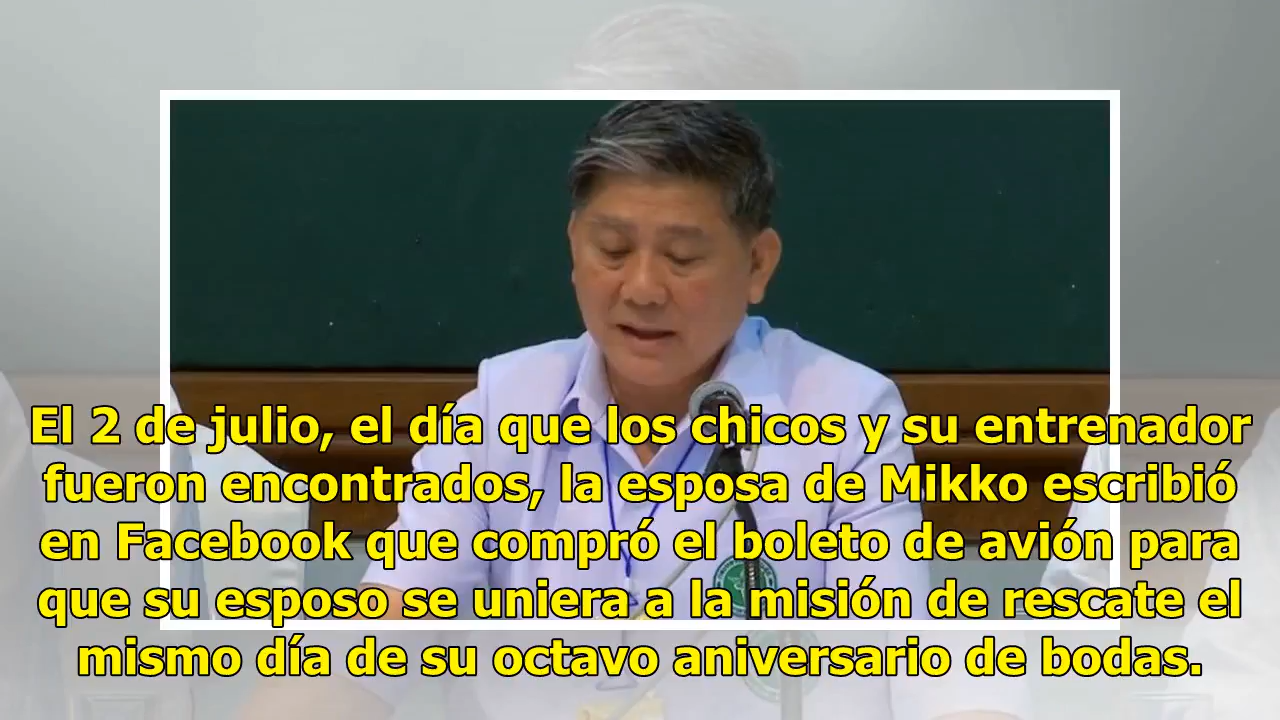 El 2 de julio, el día que los chicos y su entrenador
fueron encontrados, la esposa de Mikko escribió
en Facebook que compró el boleto de avión para
que su esposo se uniera a la misión de rescate el
mismo día de su octavo aniversario de bodas.